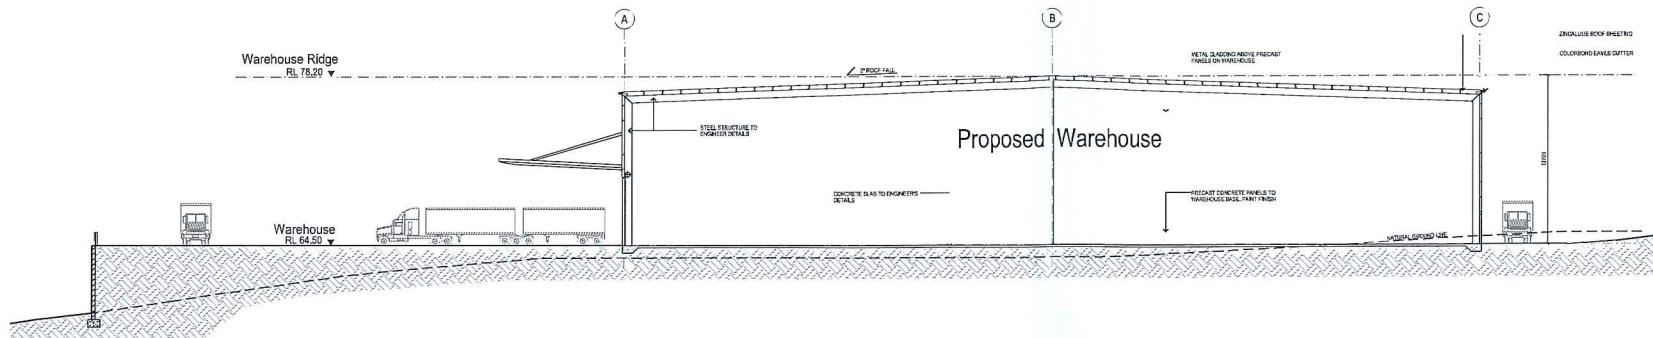 A
B
C
ZINCALUME ROOF SHEETING
COLORBOND EAVES GUTTER
Warehouse Ridge
RL 78.20
2° ROOF FALL
METAL CLADDING ABOVE PRECAST
PANELS ON WAREHOUSE
STEEL STRUCTURE TO
ENGINEER DETAILS
Proposed Warehouse
13700
CONCRETE SLAB TO ENGINEER'S
DETAILS
PRECAST CONCRETE PANELS TO
WAREHOUSE BASE. PAINT FINISH
Warehouse
RL 64.50
NATURAL GROUND LINE